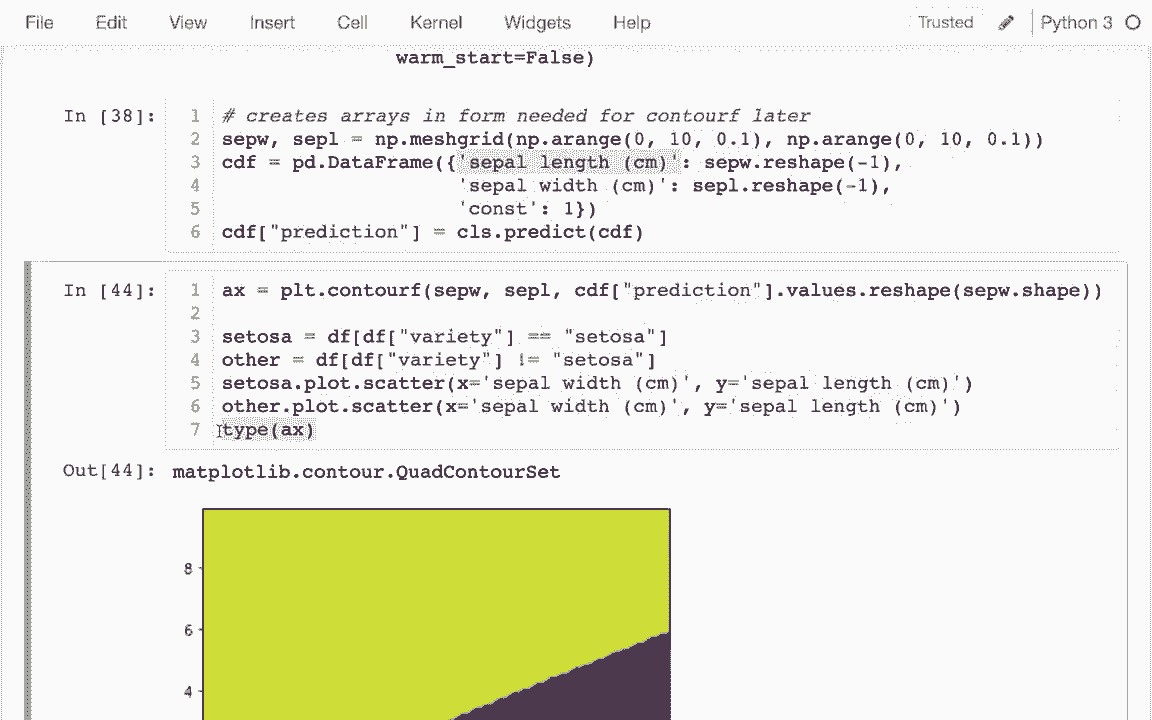 File Edit View Insert Cell Kernel Widgets Help Trusted Python 3
warm_start=False)
In [38]: 1 # creates arrays in form needed for contourf later
2 sepw, sepl = np.meshgrid(np.arange(0, 10, 0.1), np.arange(0, 10, 0.1))
3 cdf = pd.DataFrame({'sepal length (cm)': sepw.reshape(-1),
4 'sepal width (cm)': sepl.reshape(-1),
5 'const': 1})
6 cdf["prediction"] = cls.predict(cdf)
In [44]: 1 ax = plt.contourf(sepw, sepl, cdf["prediction"].values.reshape(sepw.shape))
2
3 setosa = df[df["variety"] == "setosa"]
4 other = df[df["variety"] != "setosa"]
5 setosa.plot.scatter(x='sepal width (cm)', y='sepal length (cm)')
6 other.plot.scatter(x='sepal width (cm)', y='sepal length (cm)')
7 type(ax)
Out[44]: matplotlib.contour.QuadContourSet
8
6
4